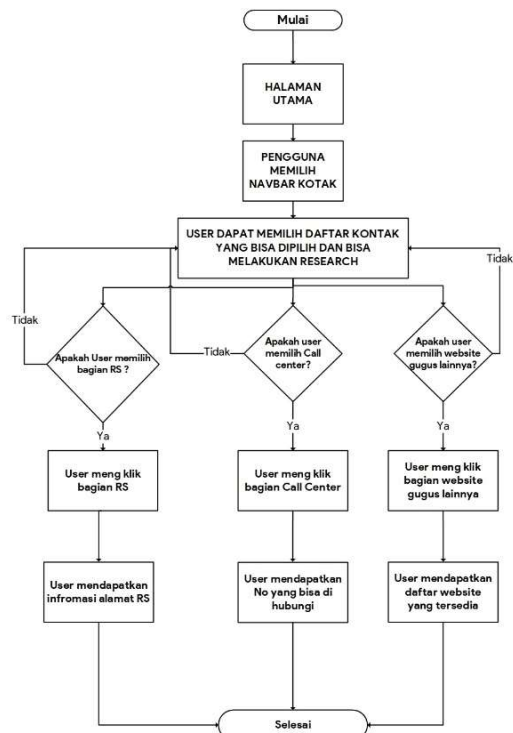 Mulai
HALAMAN
UTAMA
PENGGUNA
MEMILIH
NAVBAR KOTAK
USER DAPAT MEMILIH DAFTAR KONTAK
YANG BISA DIPILIH DAN BISA
MELAKUKAN RESEARCH
Tidak
Tidak
Tidak
Apakah User memilih
bagian RS ?
Apakah user
memilih Call
center?
Apakah user
memilih website
gugus lainnya?
Ya
Ya
Ya
User meng klik
bagian RS
User meng klik
bagian Call Center
User meng klik
bagian website
gugus lainnya
User mendapatkan
infromasi alamat RS
User mendapatkan
No yang bisa di
hubungi
User mendapatkan
daftar website
yang tersedia
Selesai